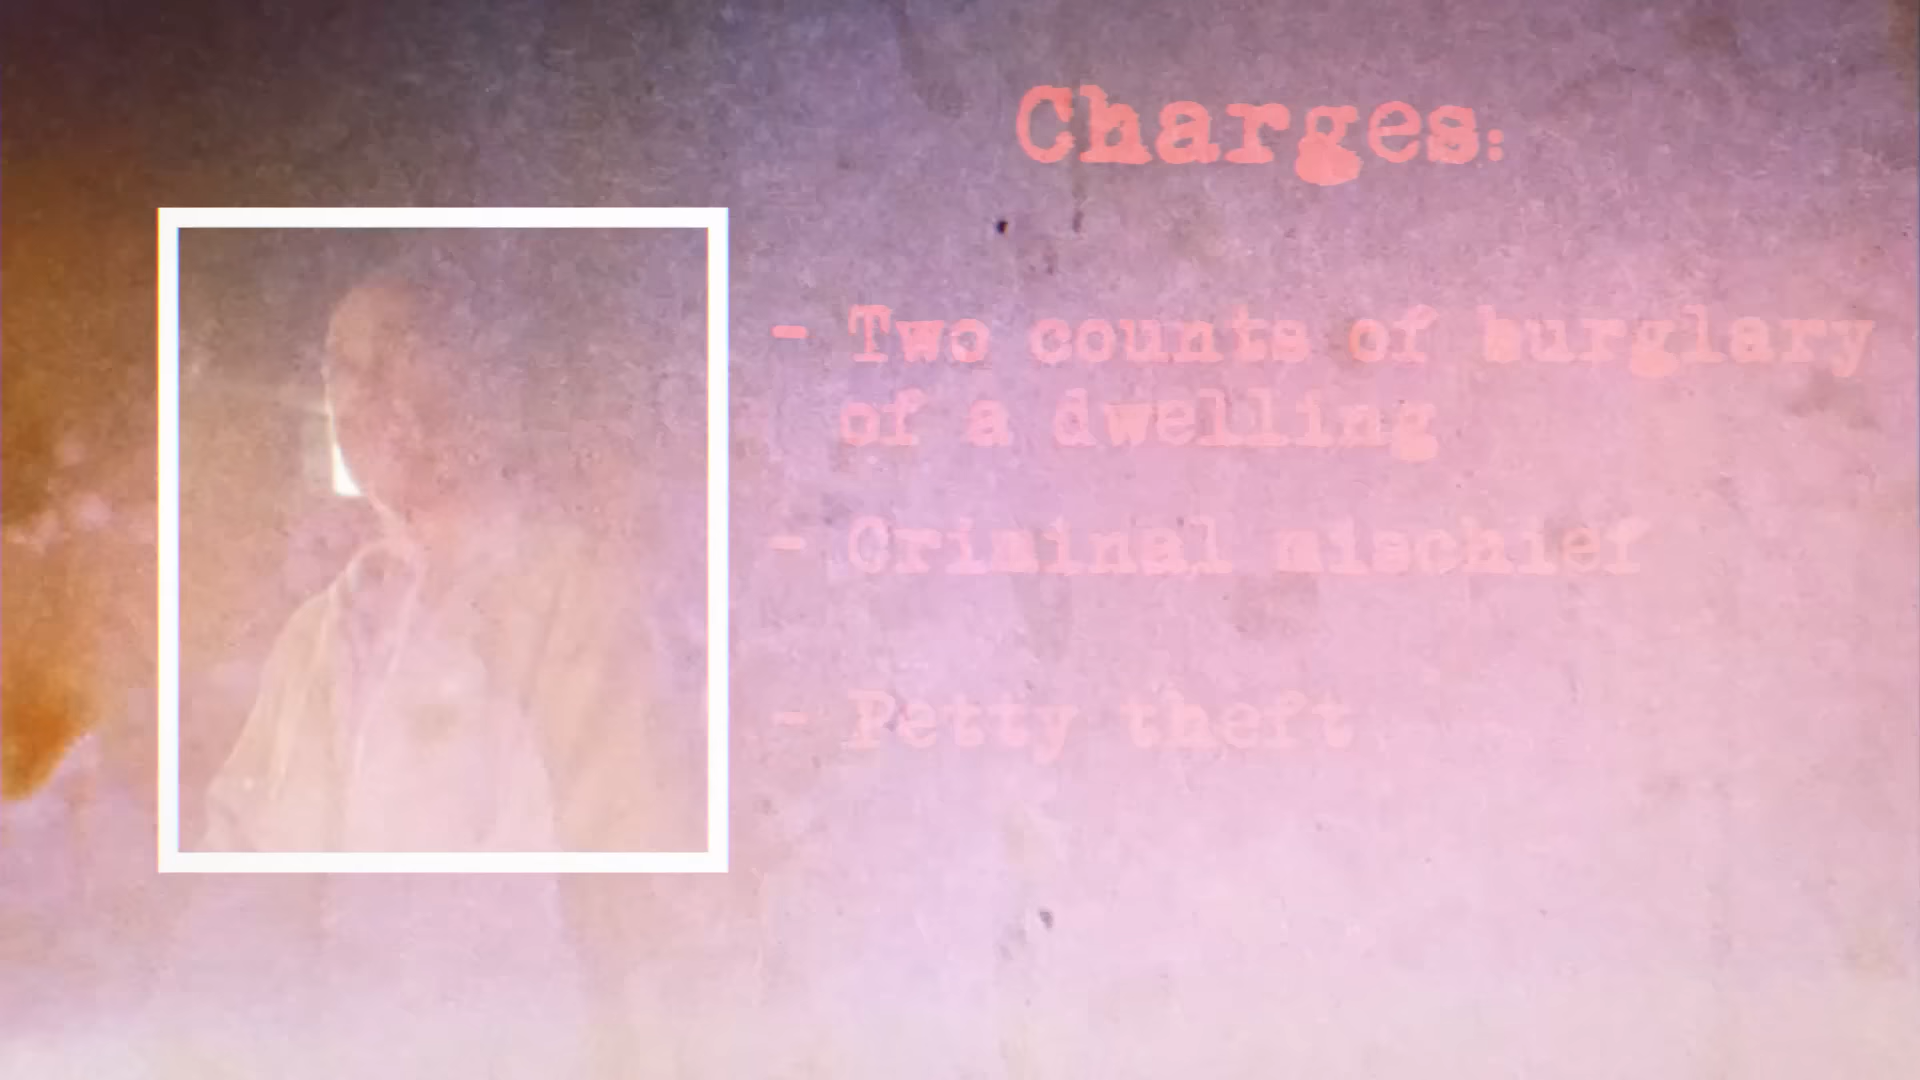 Charges:
- Two counts of burglary
of a dwelling
- Criminal mischief
- Petty theft